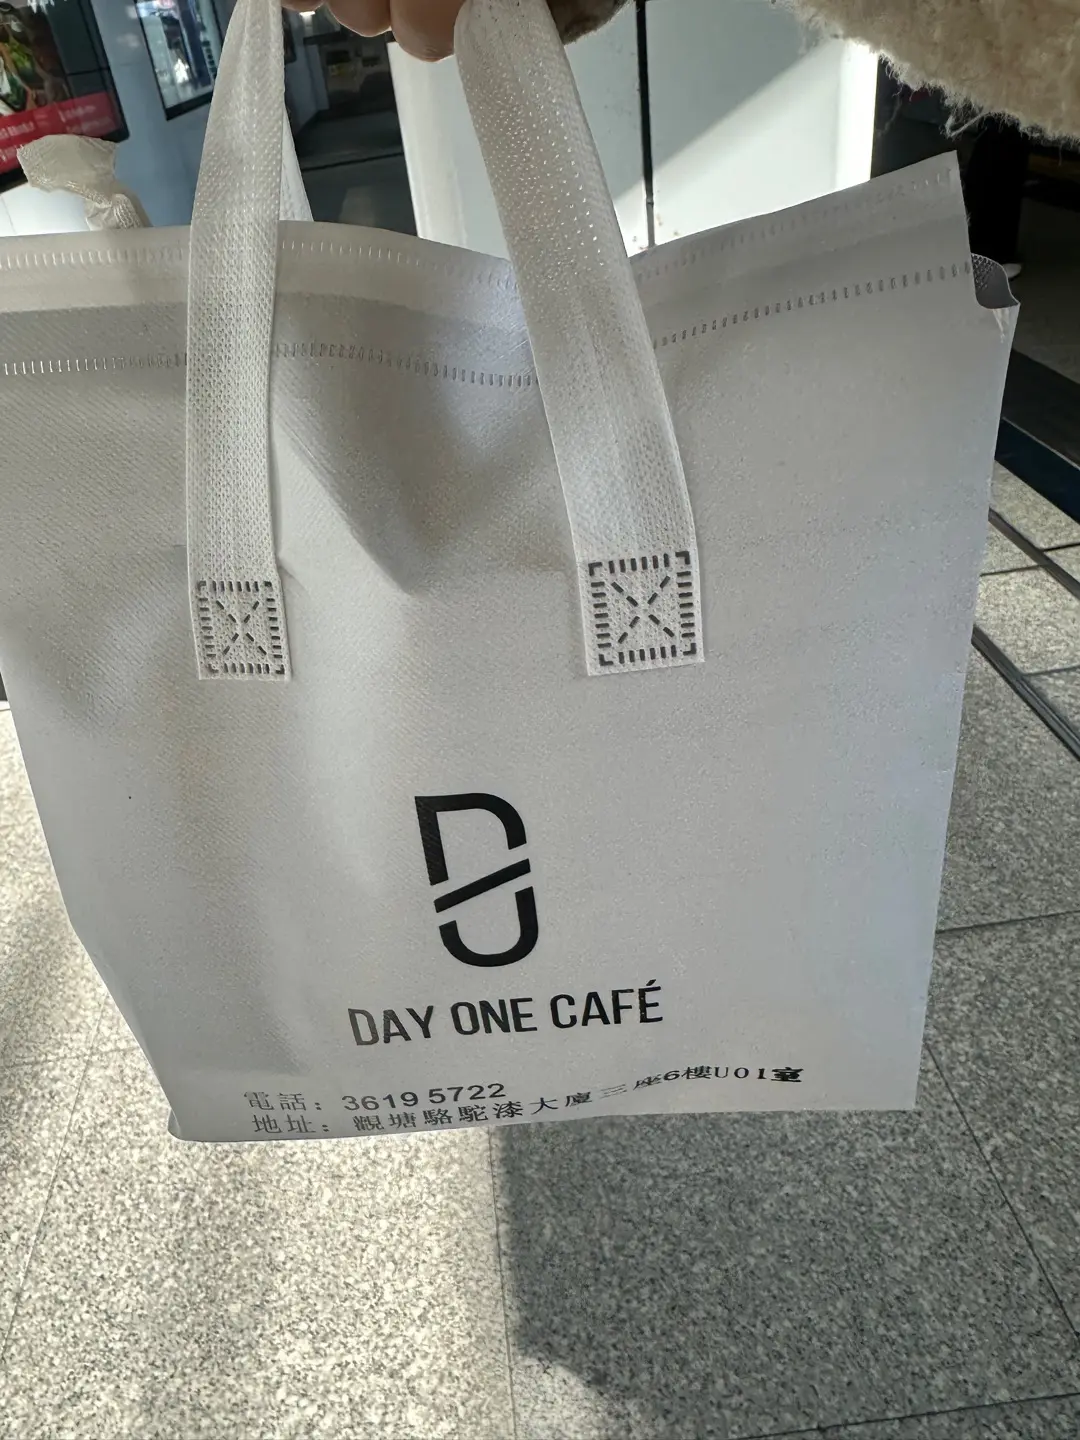 DAY ONE CAFÉ
電話：3619 5722
地址：觀塘駱駝漆大廈三座6樓U01室